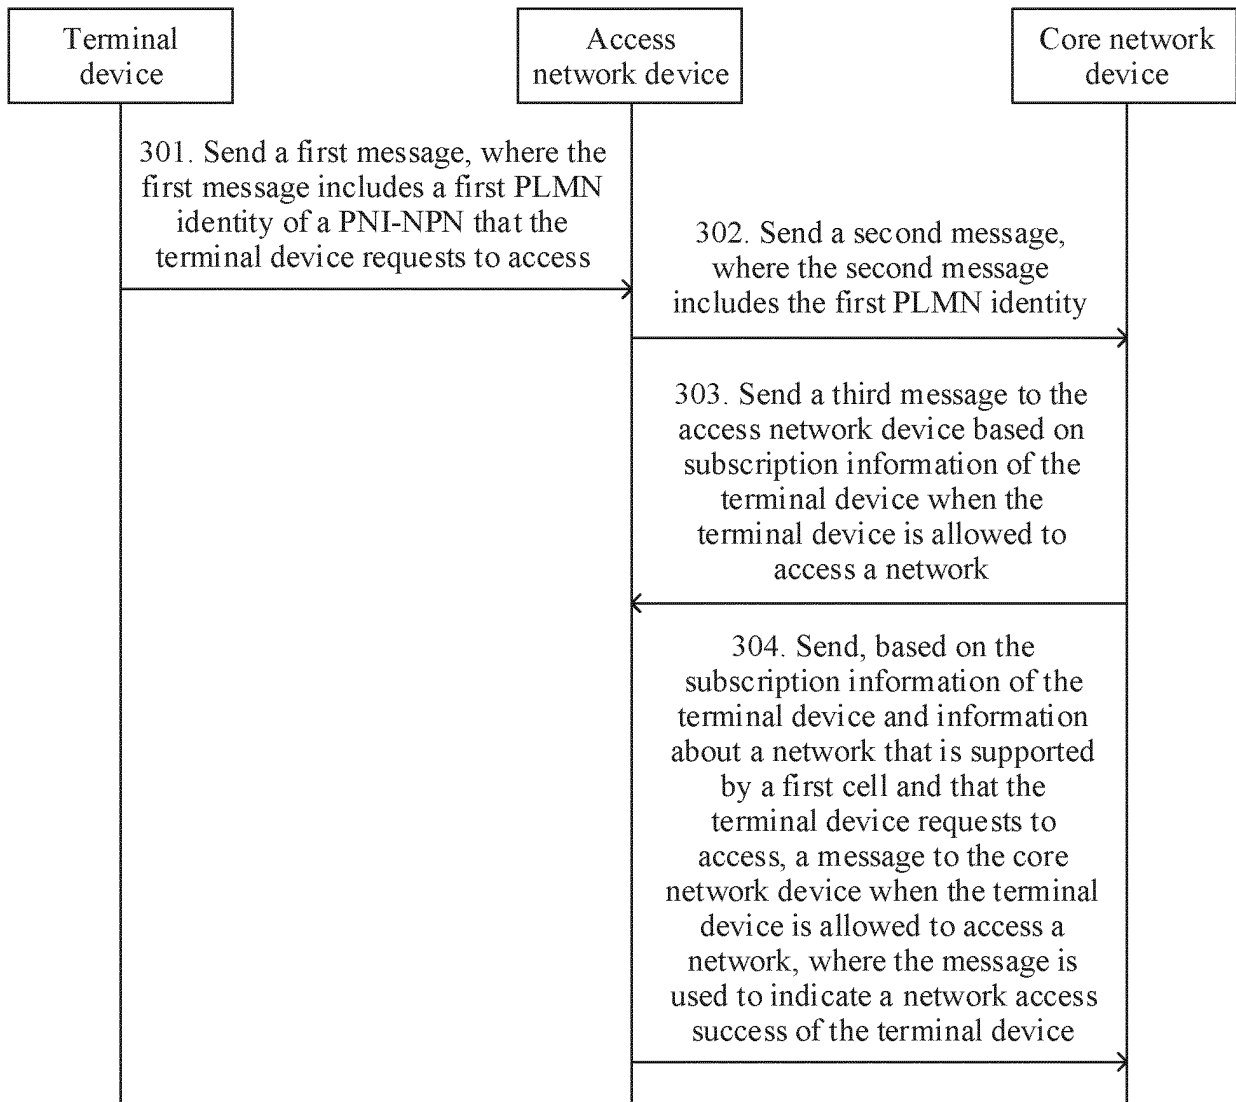 Terminal
device
Access
network device
Core network
device
301. Send a first message, where the
first message includes a first PLMN
identity of a PNI-NPN that the
terminal device requests to access
302. Send a second message,
where the second message
includes the first PLMN identity
303. Send a third message to the
access network device based on
subscription information of the
terminal device when the
terminal device is allowed to
access a network
304. Send, based on the
subscription information of the
terminal device and information
about a network that is supported
by a first cell and that the
terminal device requests to
access, a message to the core
network device when the terminal
device is allowed to access a
network, where the message is
used to indicate a network access
success of the terminal device